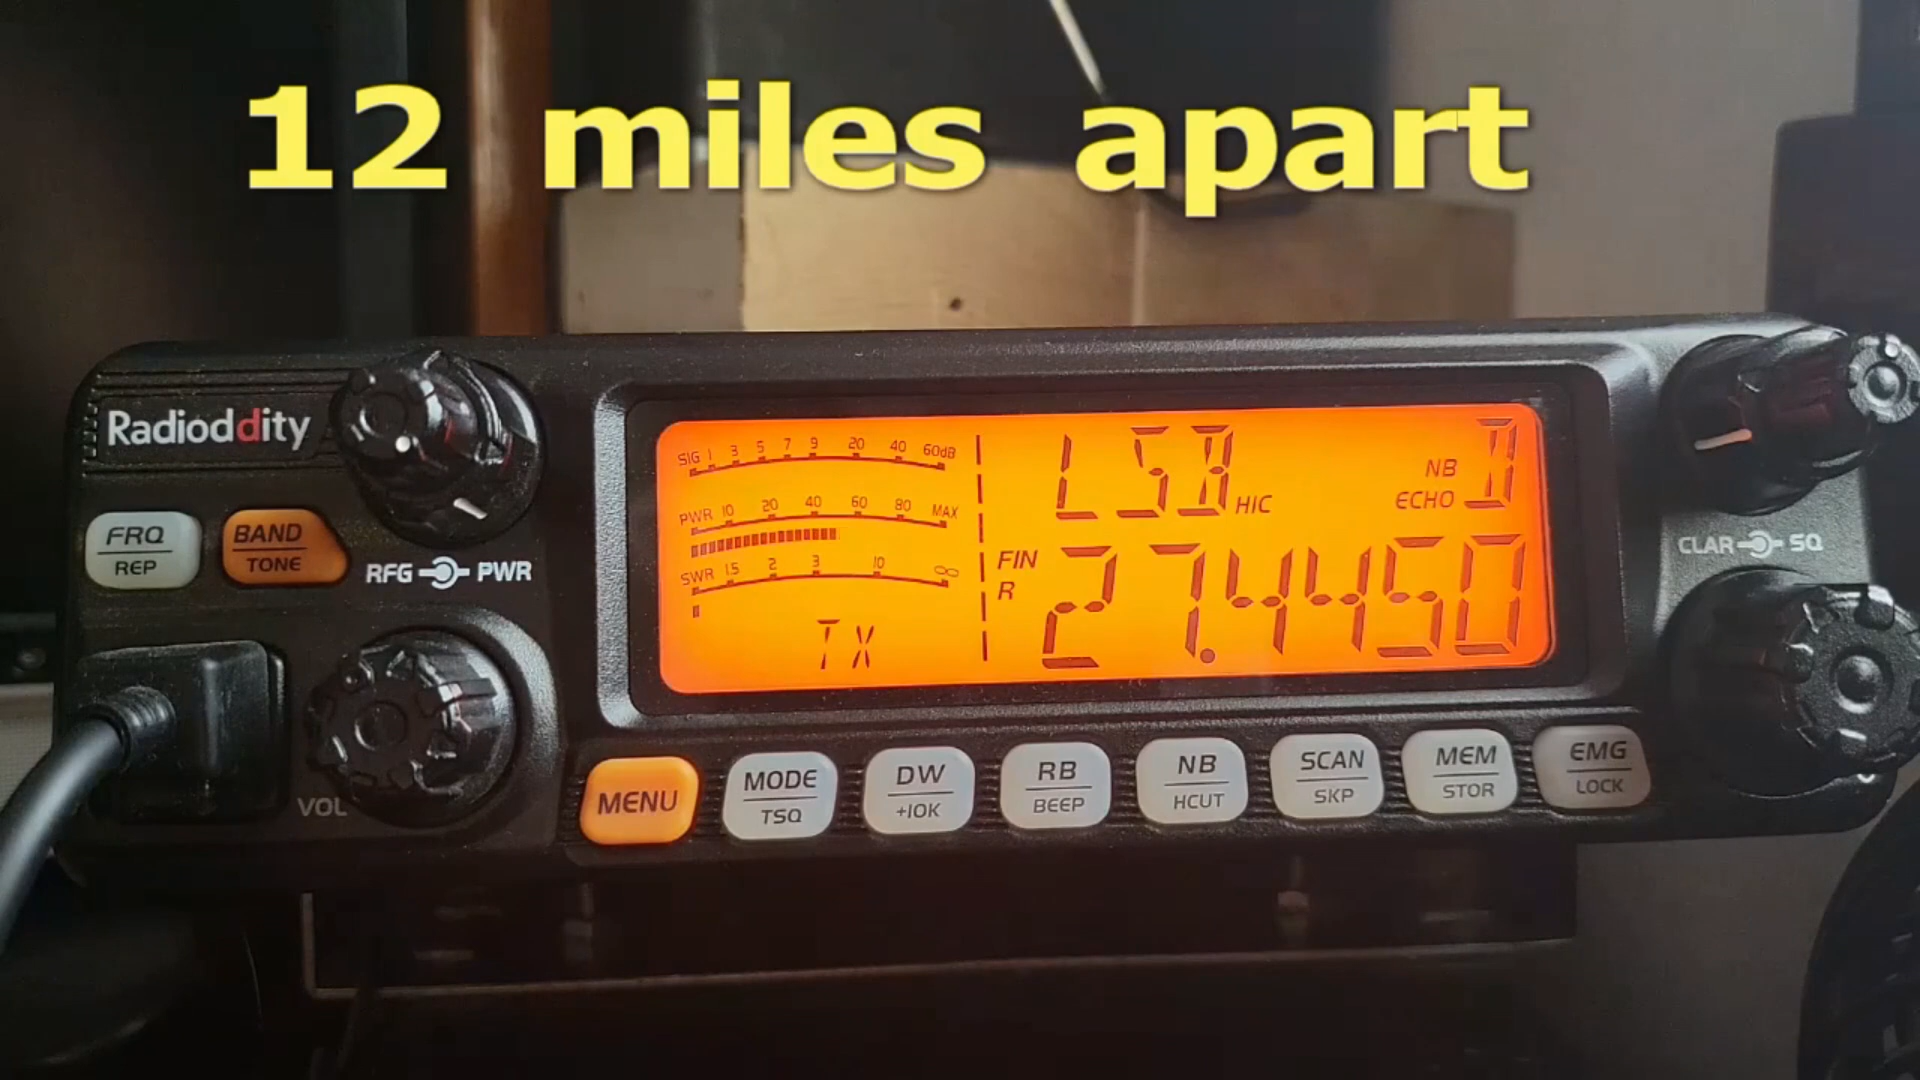 12 miles apart
Radioddity
FRQ
REP
BAND
TONE
RFG PWR
VOL
SIG 1 3 5 7 9 20 40 60dB
PWR 10 20 40 60 80 MAX
SWR 1.5 2 3 10 ∞
TX
LSB HIC
NB
ECHO
D
FIN
R
27.4450
CLAR SQ
MENU
MODE
TSQ
DW
+10K
RB
BEEP
NB
HCUT
SCAN
SKP
MEM
STOR
EMG
LOCK